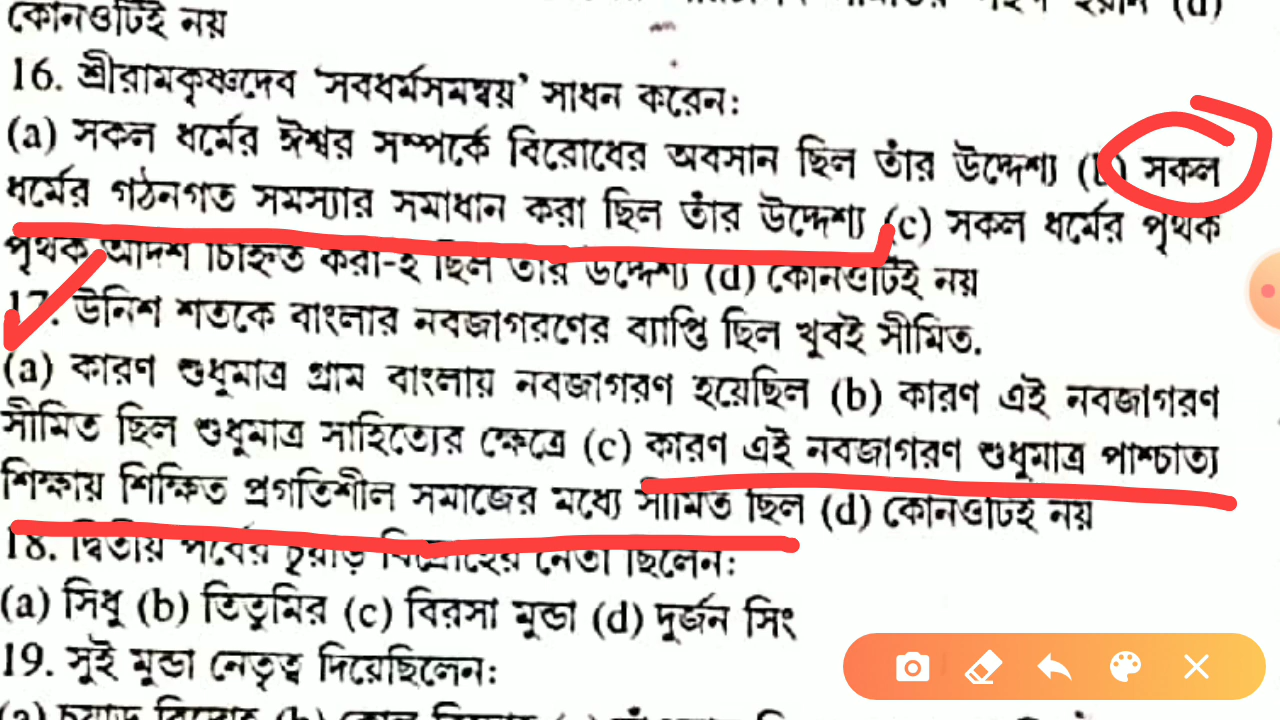 কোনওটিই নয়
16. শ্রীরামকৃষ্ণদেব ‘সবধর্মসমন্বয়’ সাধন করেন:
(a) সকল ধর্মের ঈশ্বর সম্পর্কে বিরোধের অবসান ছিল তাঁর উদ্দেশ্য (b) সকল
ধর্মের গঠনগত সমস্যার সমাধান করা ছিল তাঁর উদ্দেশ্য (c) সকল ধর্মের পৃথক
পৃথক আদর্শ চিহ্নিত করা-ই ছিল তাঁর উদ্দেশ্য (d) কোনওটিই নয়
17. উনিশ শতকে বাংলার নবজাগরণের ব্যাপ্তি ছিল খুবই সীমিত.
(a) কারণ শুধুমাত্র গ্রাম বাংলায় নবজাগরণ হয়েছিল (b) কারণ এই নবজাগরণ
সীমিত ছিল শুধুমাত্র সাহিত্যের ক্ষেত্রে (c) কারণ এই নবজাগরণ শুধুমাত্র পাশ্চাত্য
শিক্ষায় শিক্ষিত প্রগতিশীল সমাজের মধ্যে সীমিত ছিল (d) কোনওটিই নয়
18. দ্বিতীয় পর্বের চুয়াড় বিদ্রোহের নেতা ছিলেন:
(a) সিধু (b) তিতুমির (c) বিরসা মুন্ডা (d) দুর্জন সিং
19. সুই মুন্ডা নেতৃত্ব দিয়েছিলেন: